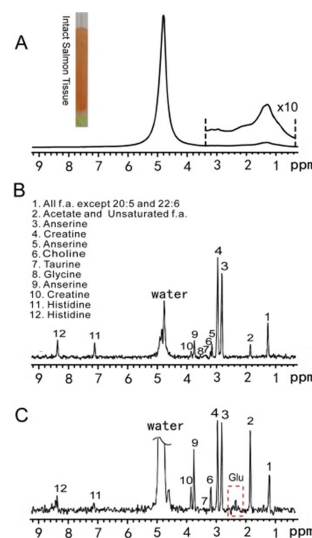 A
Intact Salmon
Tissue
x10
9 8 7 6 5 4 3 2 1 ppm
B
1. All f.a. except 20:5 and 22:6
2. Acetate and Unsaturated f.a.
3. Anserine
4. Creatine
5. Anserine
6. Choline
7. Taurine
8. Glycine
9. Anserine
10. Creatine
11. Histidine
12. Histidine
water
12 11 10 9 8 7 6 5 4 3 2 1
9 8 7 6 5 4 3 2 1 ppm
C
water
12 11 10 9 7 6 4 3 Glu 2 1
9 8 7 6 5 4 3 2 1 ppm